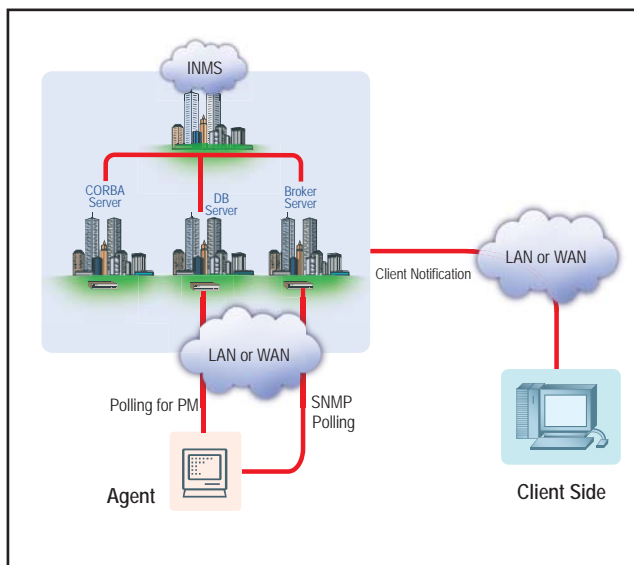 INMS
CORBA
Server
DB
Server
Broker
Server
Client Notification
LAN or WAN
LAN or WAN
Polling for PM
SNMP
Polling
Agent
Client Side